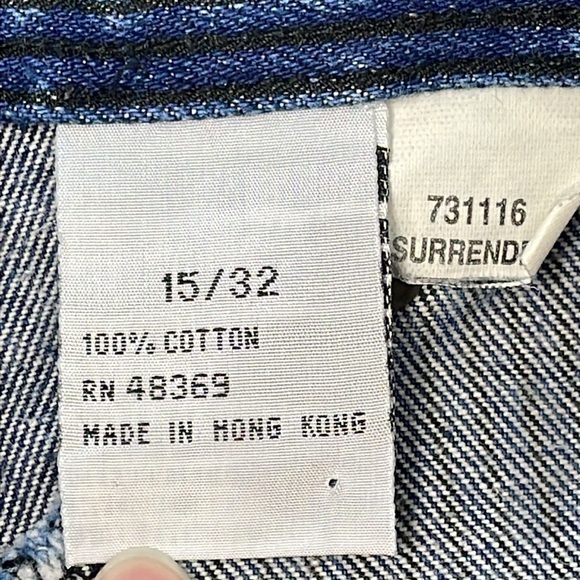 15/32
100% COTTON
RN 48369
MADE IN HONG KONG
731116